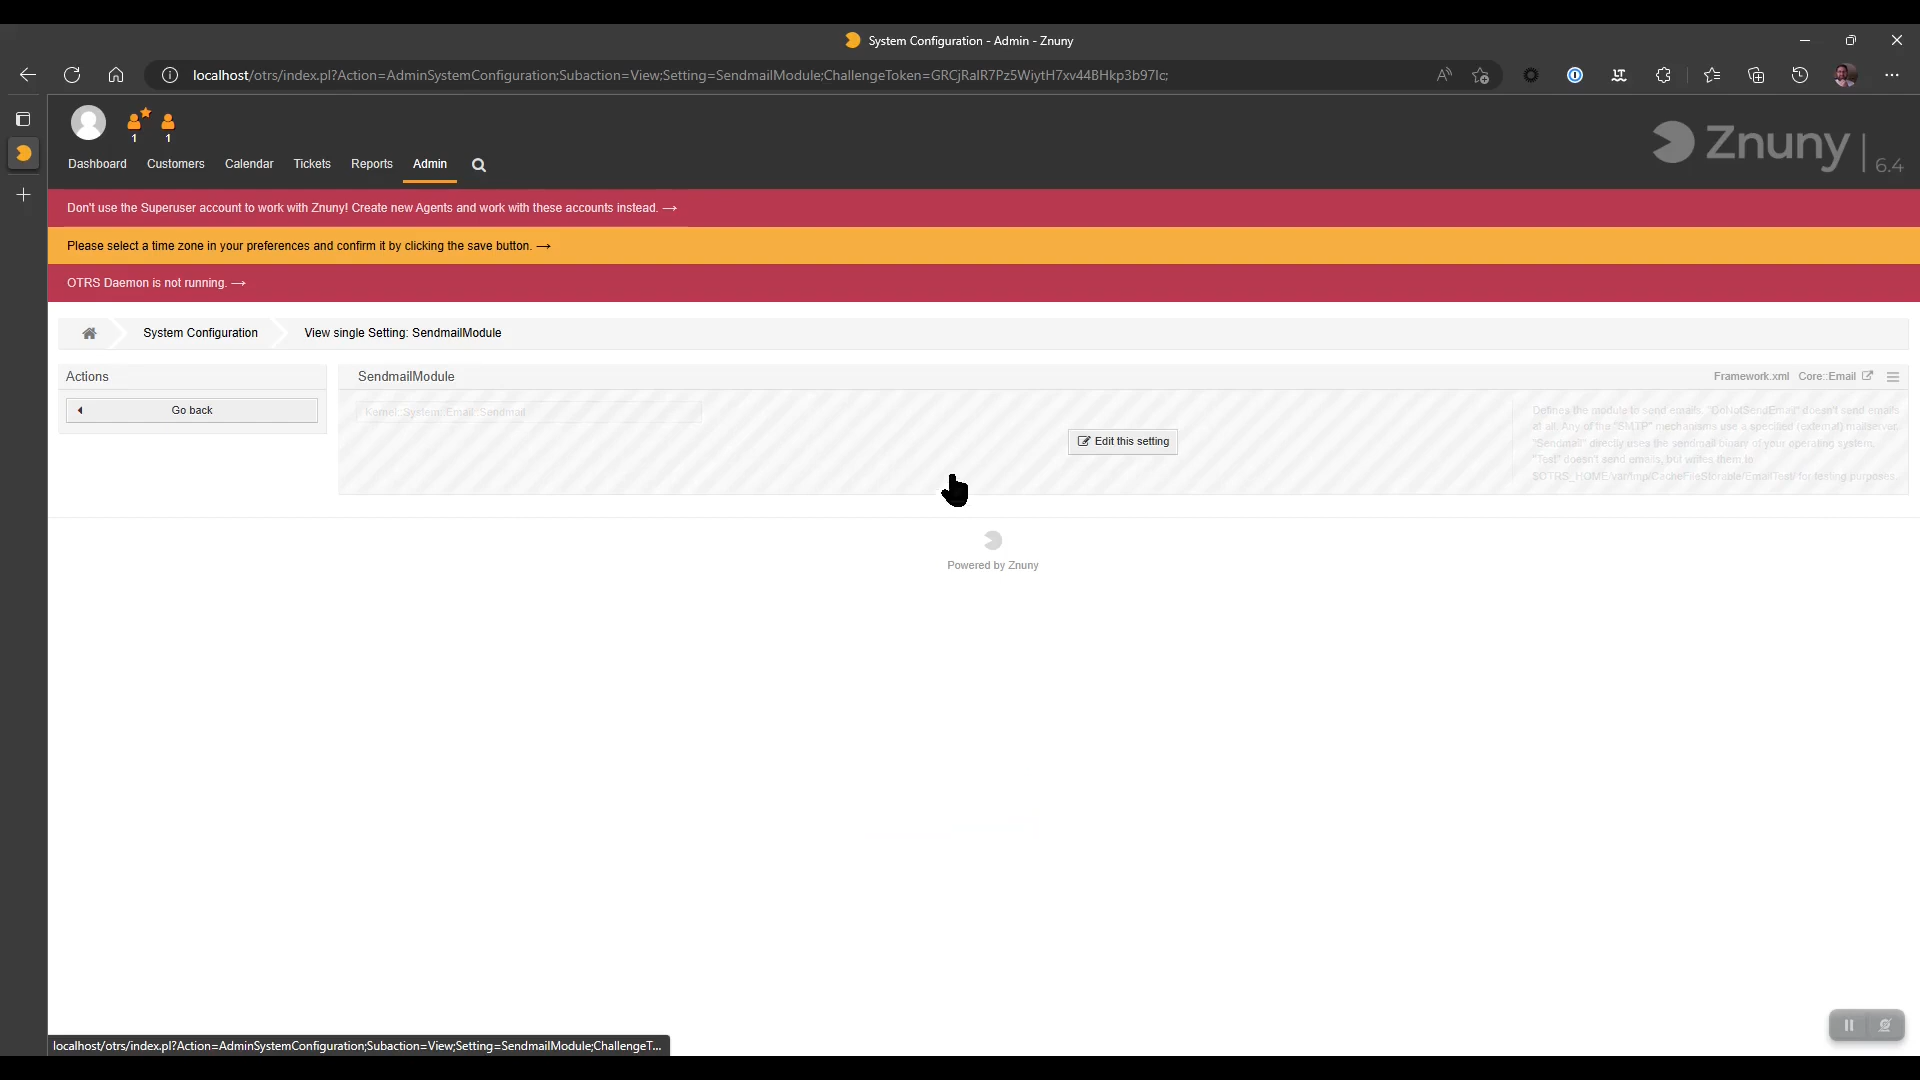 System Configuration - Admin - Znuny
localhost/otrs/index.pl?Action=AdminSystemConfiguration;Subaction=View;Setting=SendmailModule;ChallengeToken=GRCjRaIR7Pz5WiytH7xv44BHkp3b97Ic;
1 1
Dashboard Customers Calendar Tickets Reports Admin
Znuny | 6.4
Don't use the Superuser account to work with Znuny! Create new Agents and work with these accounts instead. →
Please select a time zone in your preferences and confirm it by clicking the save button. →
OTRS Daemon is not running. →
System Configuration View single Setting: SendmailModule
Actions
Go back
SendmailModule
Framework.xml Core::Email
Kernel::System::Email::Sendmail
Edit this setting
Defines the module to send emails. "DoNotSendEmail" doesn't send emails
at all. Any of the "SMTP" mechanisms use a specified (external) mailserver.
"Sendmail" directly uses the sendmail binary of your operating system.
"Test" doesn't send emails, but writes them to
$OTRS_HOME/var/tmp/CacheFileStorable/EmailTest/ for testing purposes.
Powered by Znuny
localhost/otrs/index.pl?Action=AdminSystemConfiguration;Subaction=View;Setting=SendmailModule;ChallengeT...